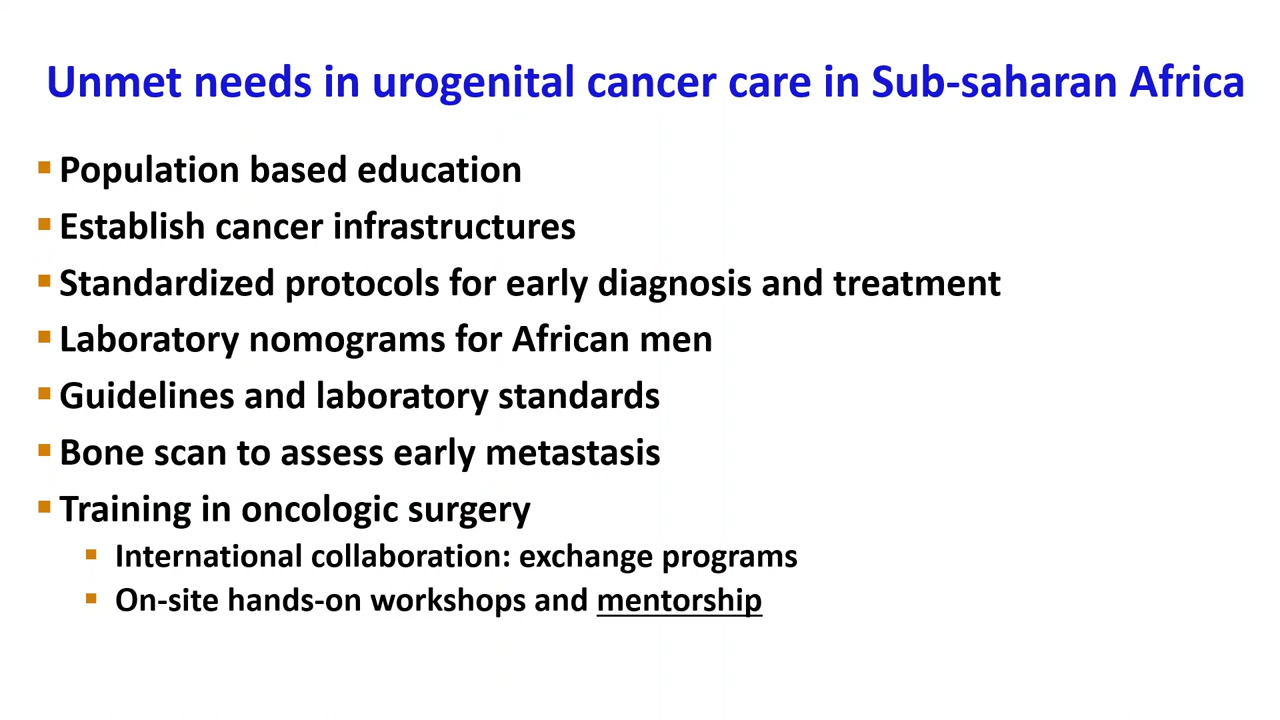 Unmet needs in urogenital cancer care in Sub-saharan Africa
Population based education
Establish cancer infrastructures
Standardized protocols for early diagnosis and treatment
Laboratory nomograms for African men
Guidelines and laboratory standards
Bone scan to assess early metastasis
Training in oncologic surgery
International collaboration: exchange programs
On-site hands-on workshops and mentorship